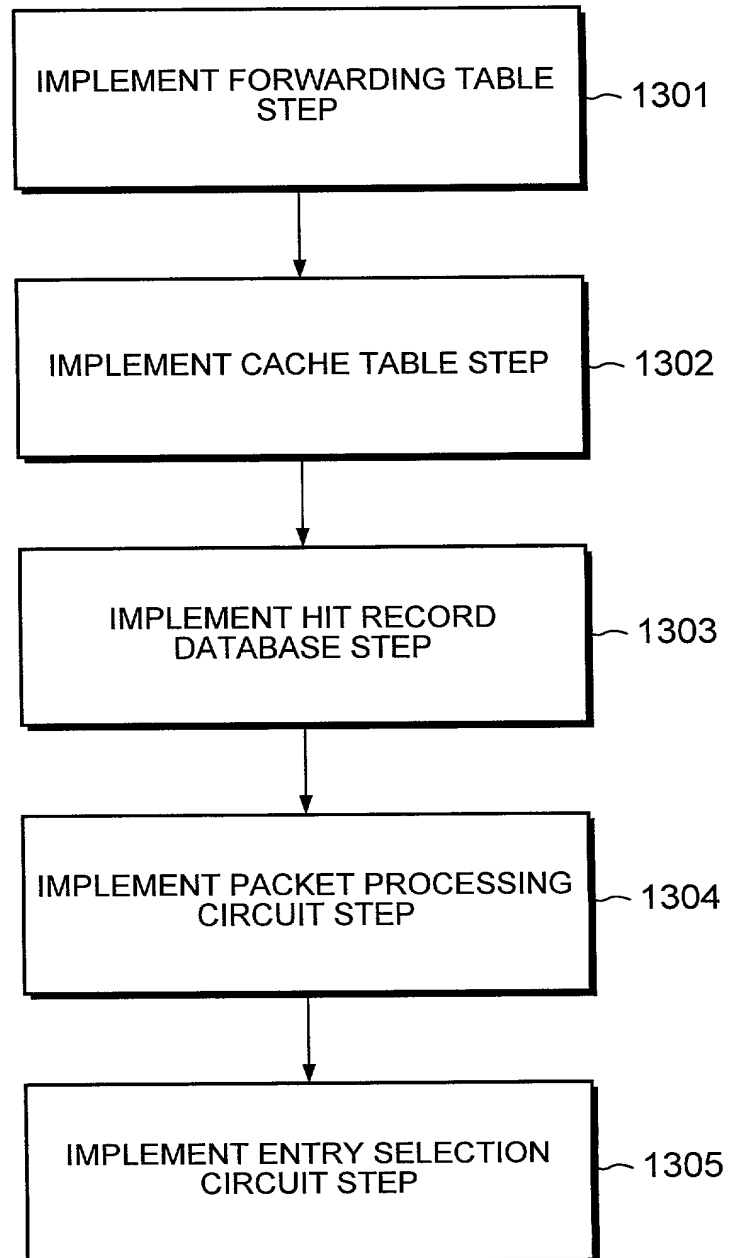 IMPLEMENT FORWARDING TABLE
STEP
1301
IMPLEMENT CACHE TABLE STEP
1302
IMPLEMENT HIT RECORD
DATABASE STEP
1303
IMPLEMENT PACKET PROCESSING
CIRCUIT STEP
1304
IMPLEMENT ENTRY SELECTION
CIRCUIT STEP
1305